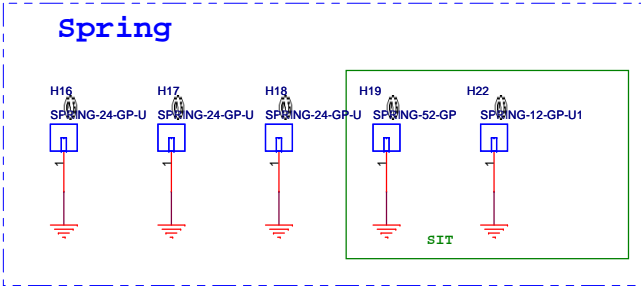 Spring
H16 H17 H18 H19 H22
SPRING-24-GP-U SPRING-24-GP-U SPRING-24-GP-U SPRING-52-GP SPRING-12-GP-U1
1 1 1 1 1
SIT